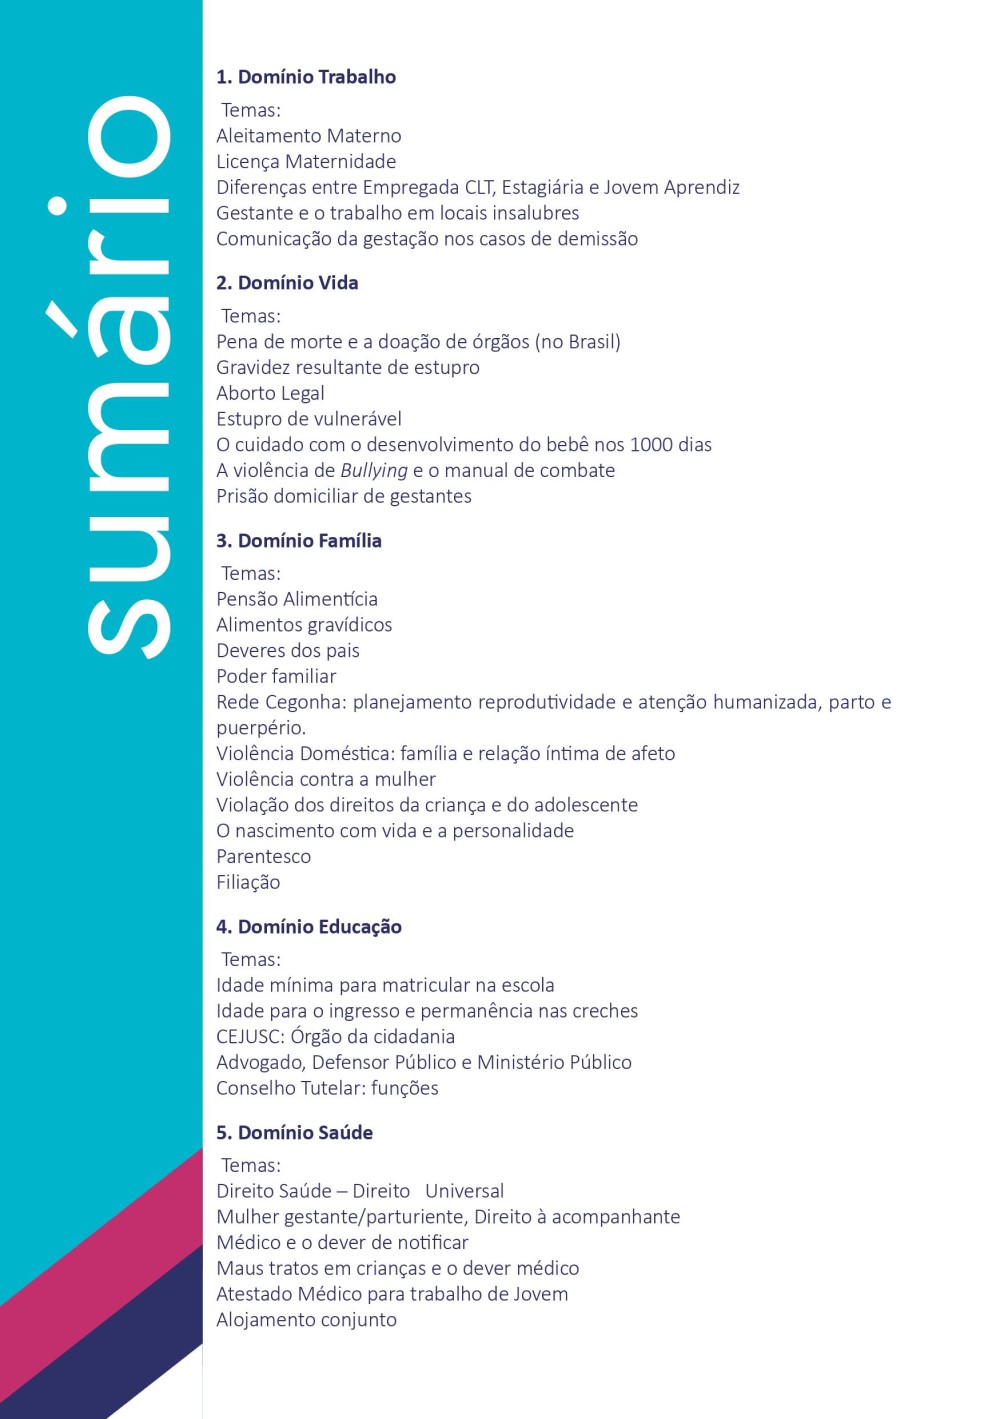 sumário
1. Domínio Trabalho
Temas:
Aleitamento Materno
Licença Maternidade
Diferenças entre Empregada CLT, Estagiária e Jovem Aprendiz
Gestante e o trabalho em locais insalubres
Comunicação da gestação nos casos de demissão
2. Domínio Vida
Temas:
Pena de morte e a doação de órgãos (no Brasil)
Gravidez resultante de estupro
Aborto Legal
Estupro de vulnerável
O cuidado com o desenvolvimento do bebê nos 1000 dias
A violência de Bullying e o manual de combate
Prisão domiciliar de gestantes
3. Domínio Família
Temas:
Pensão Alimentícia
Alimentos gravídicos
Deveres dos pais
Poder familiar
Rede Cegonha: planejamento reprodutividade e atenção humanizada, parto e
puerpério.
Violência Doméstica: família e relação íntima de afeto
Violência contra a mulher
Violação dos direitos da criança e do adolescente
O nascimento com vida e a personalidade
Parentesco
Filiação
4. Domínio Educação
Temas:
Idade mínima para matricular na escola
Idade para o ingresso e permanência nas creches
CEJUSC: Órgão da cidadania
Advogado, Defensor Público e Ministério Público
Conselho Tutelar: funções
5. Domínio Saúde
Temas:
Direito Saúde – Direito   Universal
Mulher gestante/parturiente, Direito à acompanhante
Médico e o dever de notificar
Maus tratos em crianças e o dever médico
Atestado Médico para trabalho de Jovem
Alojamento conjunto